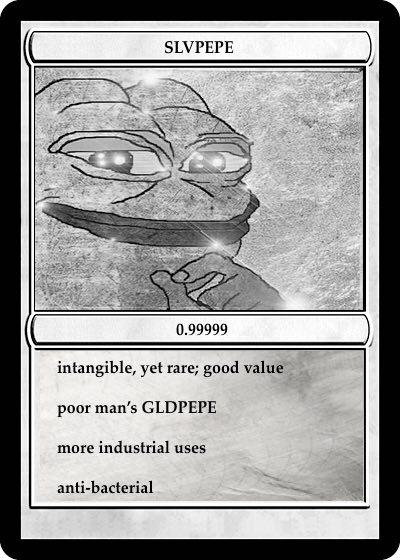 SLVPEPE
0.99999
intangible, yet rare; good value
poor man’s GLDPEPE
more industrial uses
anti-bacterial